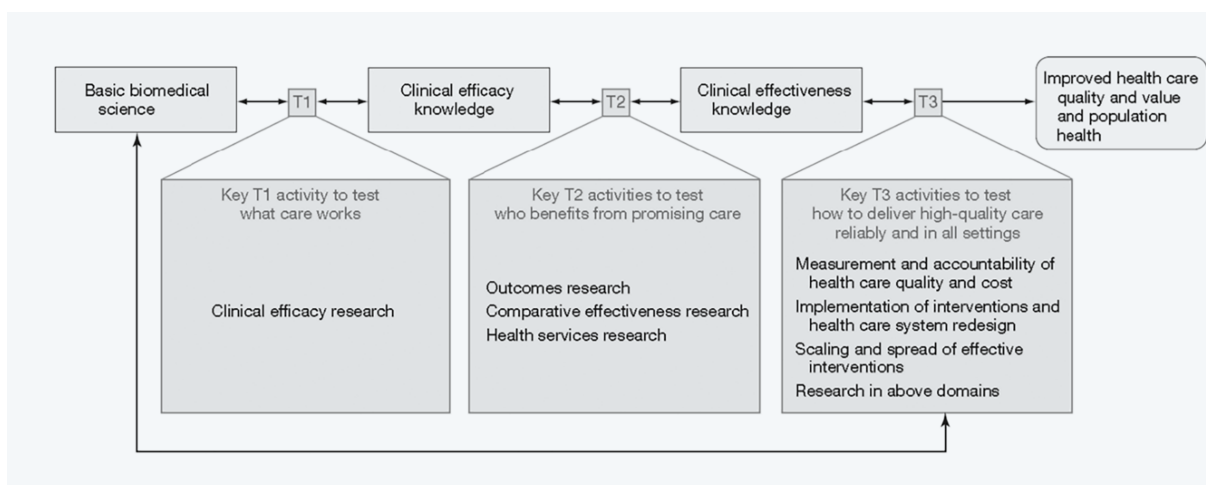 Basic biomedical
science
T1
Clinical efficacy
knowledge
T2
Clinical effectiveness
knowledge
T3
Improved health care
quality and value
and population
health
Key T1 activity to test
what care works
Clinical efficacy research
Key T2 activities to test
who benefits from promising care
Outcomes research
Comparative effectiveness research
Health services research
Key T3 activities to test
how to deliver high-quality care
reliably and in all settings
Measurement and accountability of
health care quality and cost
Implementation of interventions and
health care system redesign
Scaling and spread of effective
interventions
Research in above domains